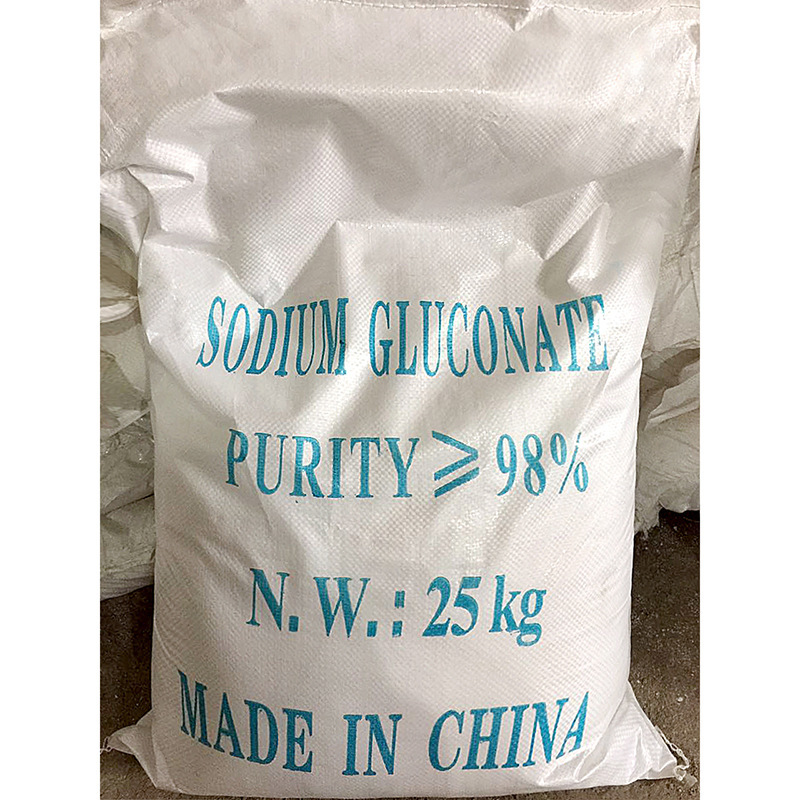 SODIUM GLUCONATE
PURITY ≥ 98%
N. W. : 25 kg
MADE IN CHINA